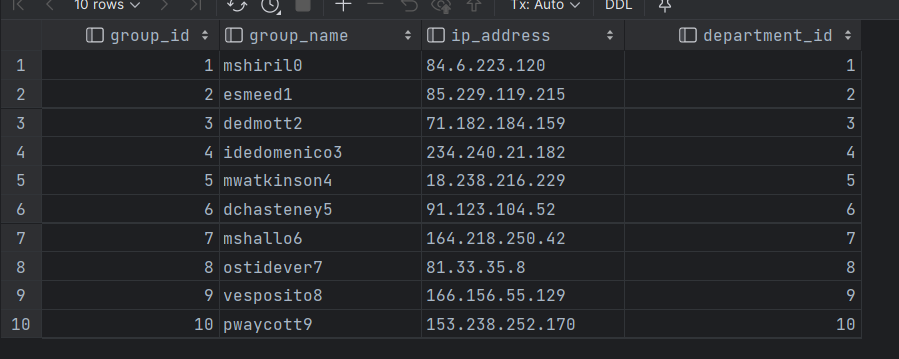 10 rows Tx: Auto DDL
group_id group_name ip_address department_id
1 1 mshiril0 84.6.223.120 1
2 2 esmeed1 85.229.119.215 2
3 3 dedmott2 71.182.184.159 3
4 4 idedomenico3 234.240.21.182 4
5 5 mwatkinson4 18.238.216.229 5
6 6 dchasteney5 91.123.104.52 6
7 7 mshallo6 164.218.250.42 7
8 8 ostidever7 81.33.35.8 8
9 9 vesposito8 166.156.55.129 9
10 10 pwaycott9 153.238.252.170 10